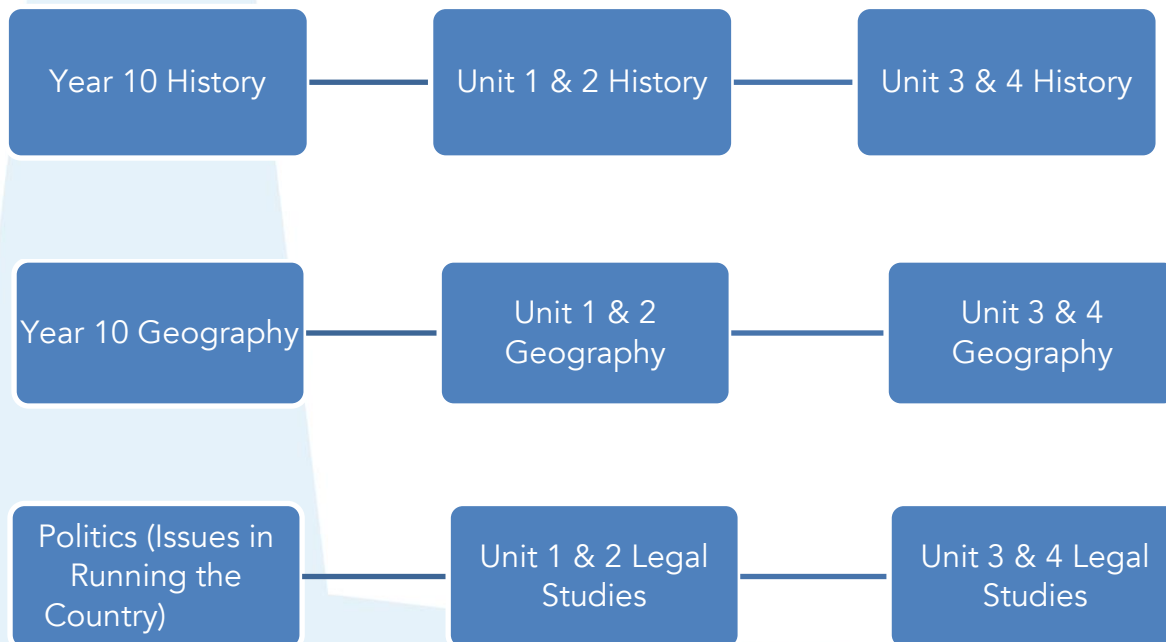 Year 10 History
Unit 1 & 2 History
Unit 3 & 4 History
Year 10 Geography
Unit 1 & 2
Geography
Unit 3 & 4
Geography
Politics (Issues in
Running the
Country)
Unit 1 & 2 Legal
Studies
Unit 3 & 4 Legal
Studies